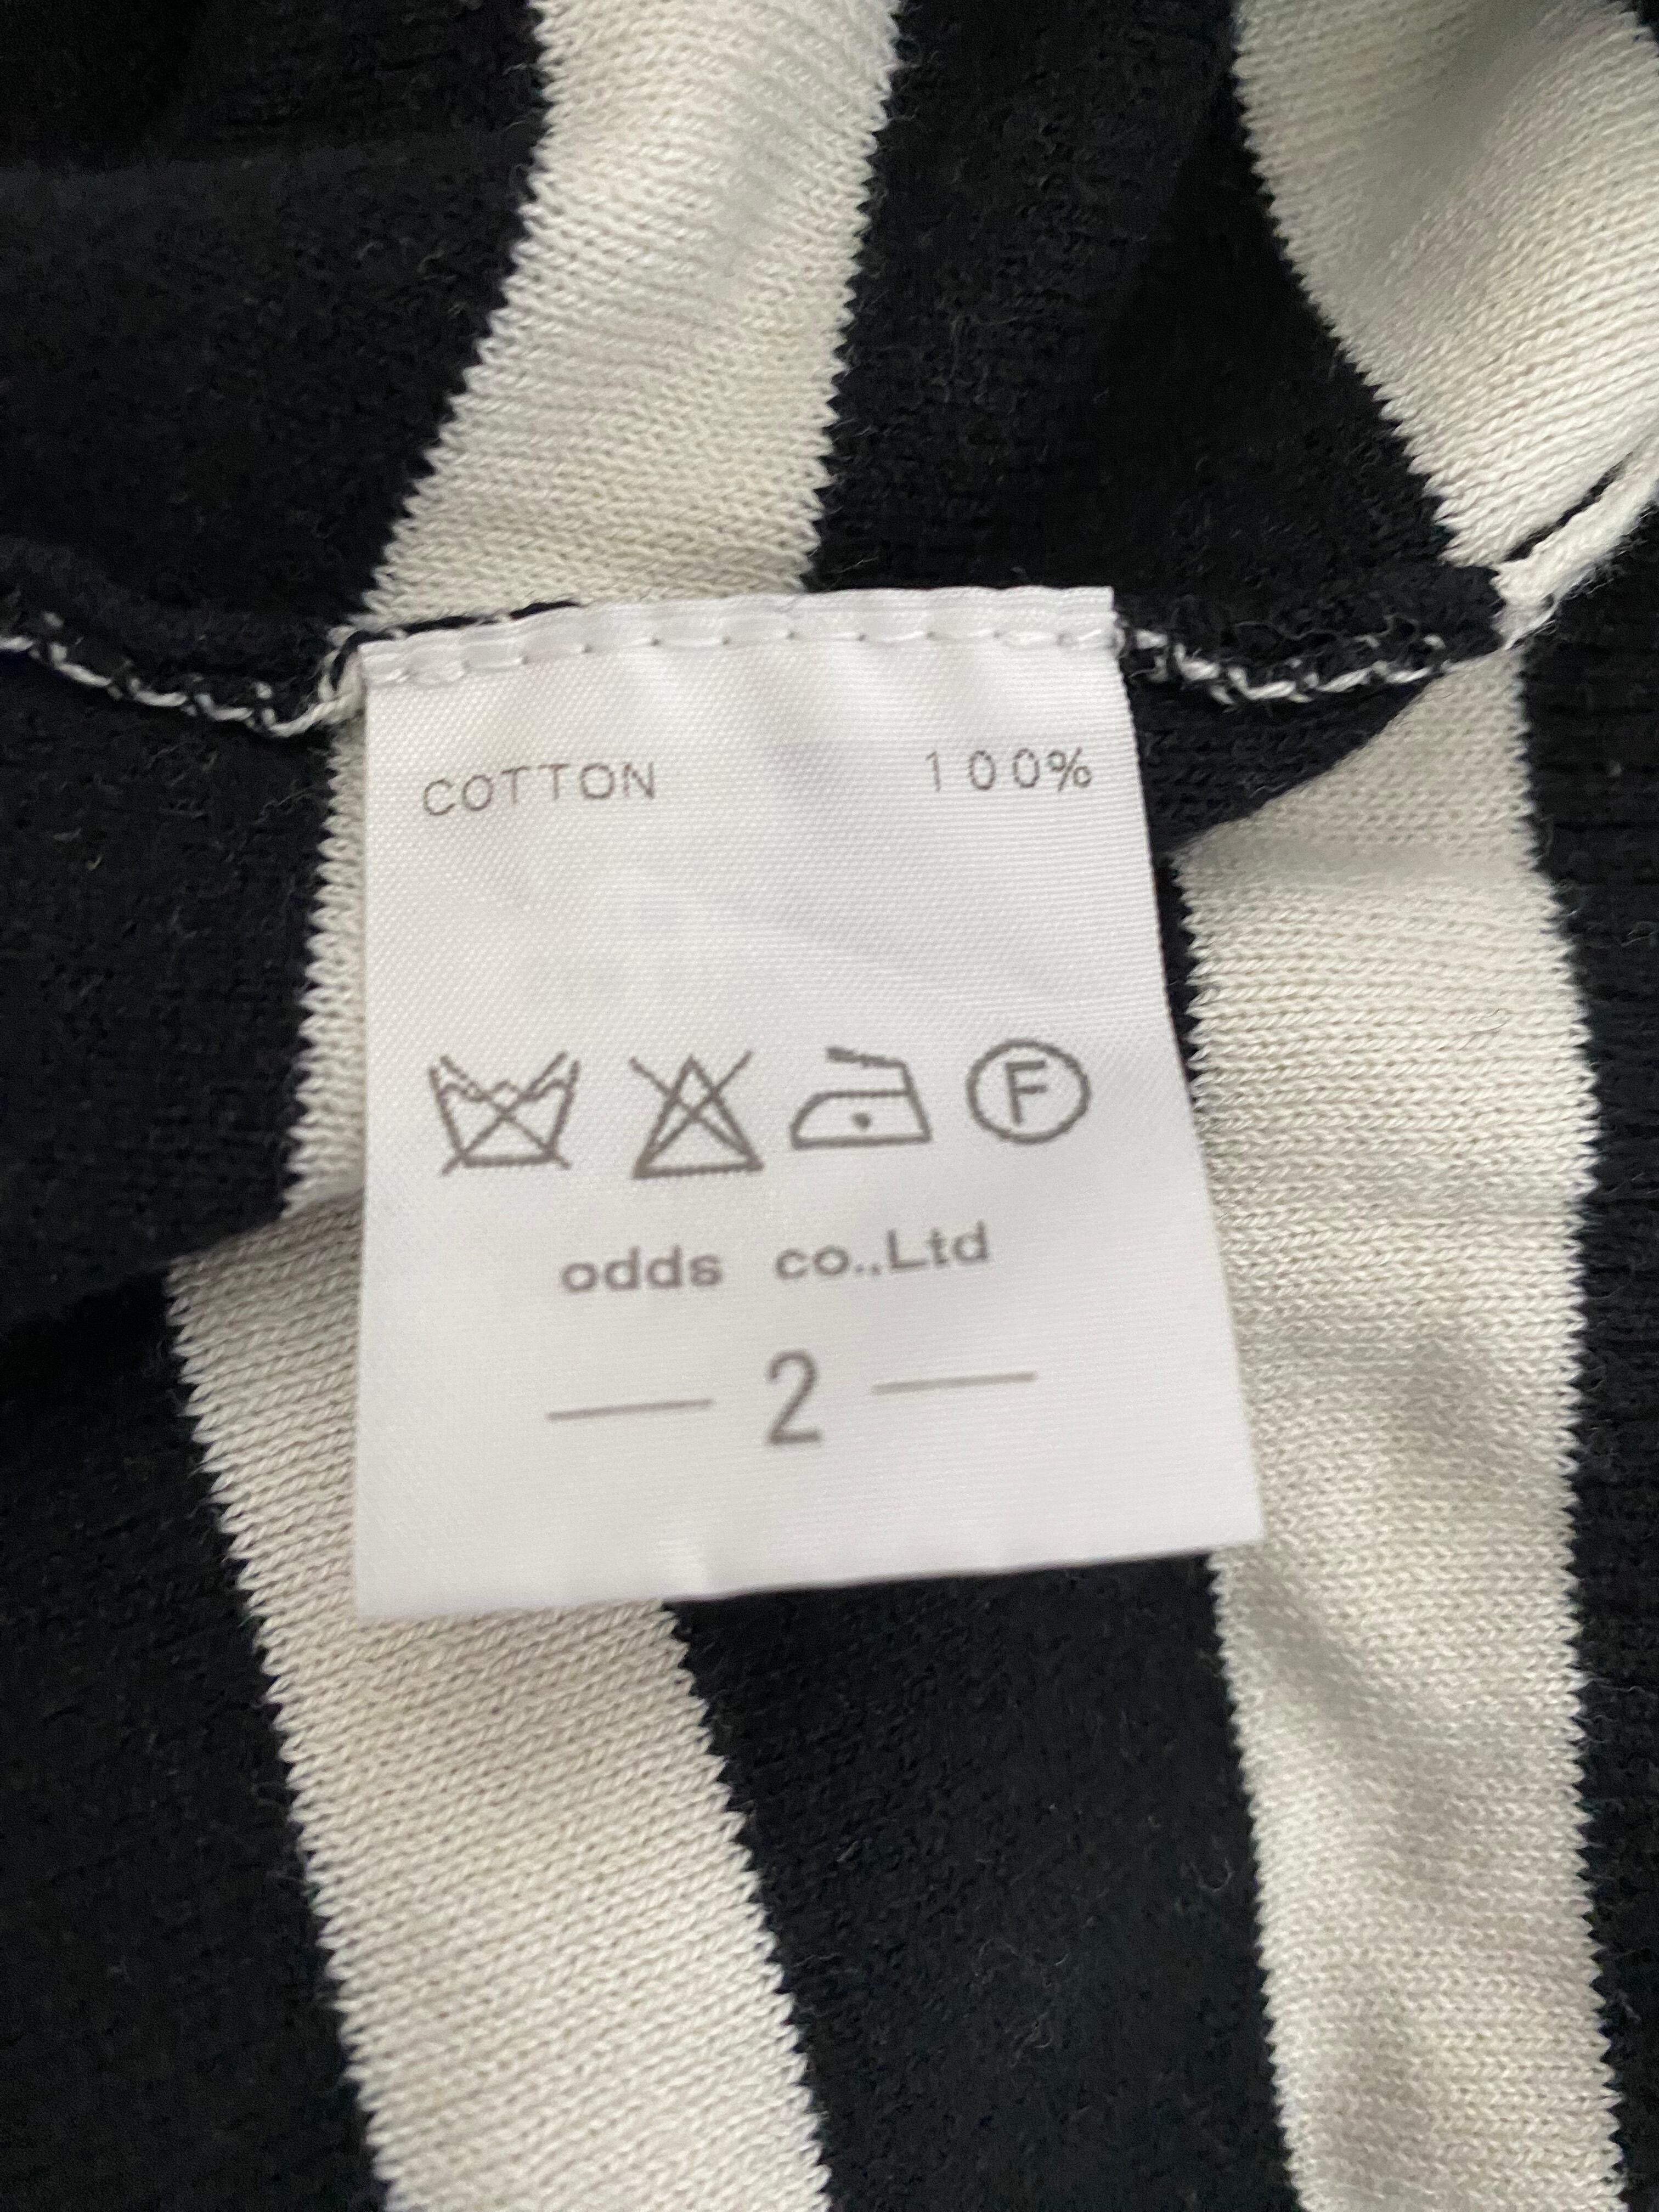 COTTON 100%
F
odds co.,Ltd
2